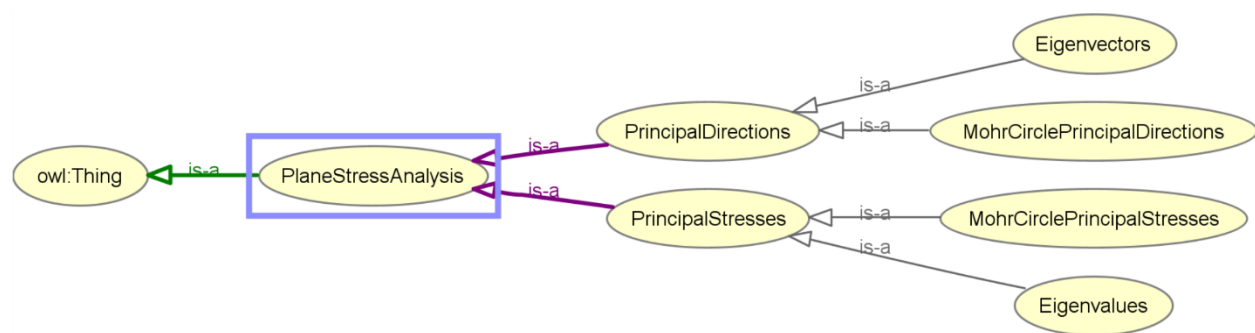 Eigenvectors
is-a
PrincipalDirections
is-a
MohrCirclePrincipalDirections
is-a
owl:Thing
is-a
PlaneStressAnalysis
is-a
PrincipalStresses
is-a
MohrCirclePrincipalStresses
is-a
Eigenvalues